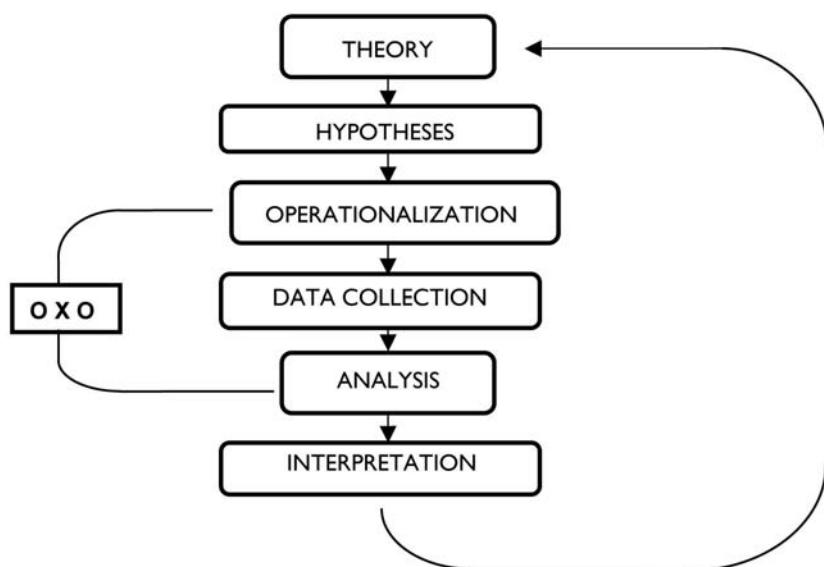 THEORY
HYPOTHESES
OPERATIONALIZATION
DATA COLLECTION
O X O
ANALYSIS
INTERPRETATION